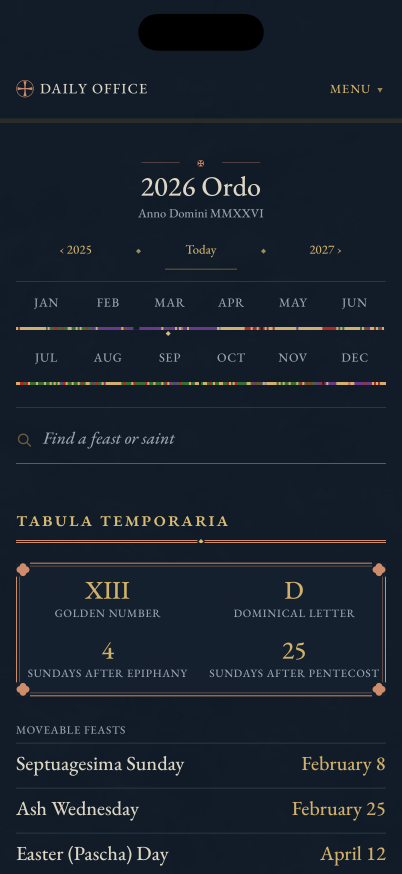 DAILY OFFICE MENU ▼
2026 Ordo
Anno Domini MMXXVI
‹ 2025 Today 2027 ›
JAN FEB MAR APR MAY JUN
JUL AUG SEP OCT NOV DEC
Find a feast or saint
TABULA TEMPORARIA
XIII D
GOLDEN NUMBER DOMINICAL LETTER
4 25
SUNDAYS AFTER EPIPHANY SUNDAYS AFTER PENTECOST
MOVEABLE FEASTS
Septuagesima Sunday February 8
Ash Wednesday February 25
Easter (Pascha) Day April 12